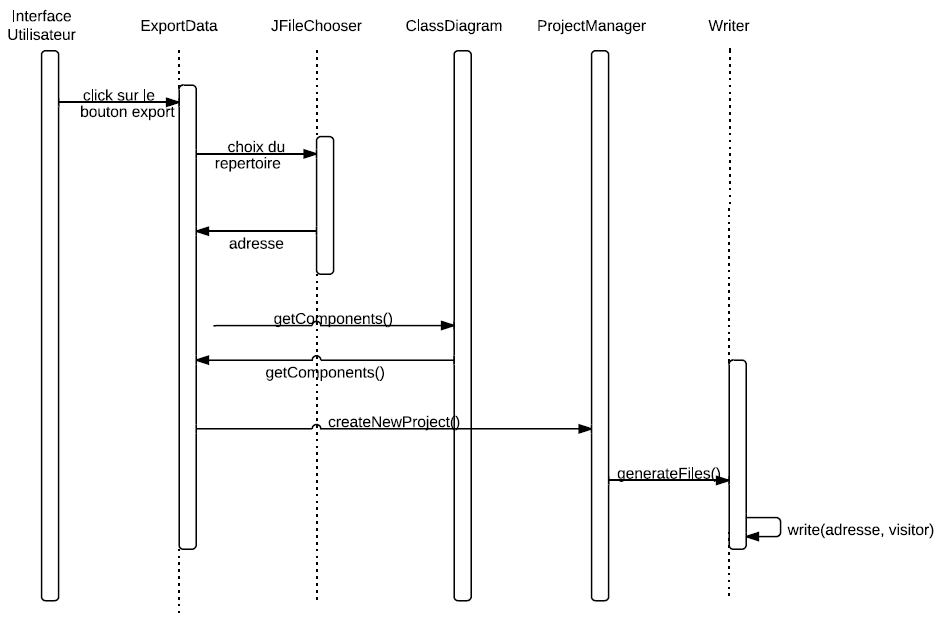 Interface
Utilisateur
ExportData
JFileChooser
ClassDiagram
ProjectManager
Writer
click sur le
bouton export
choix du
repertoire
adresse
getComponents()
getComponents()
createNewProject()
generateFiles()
write(adresse, visitor)